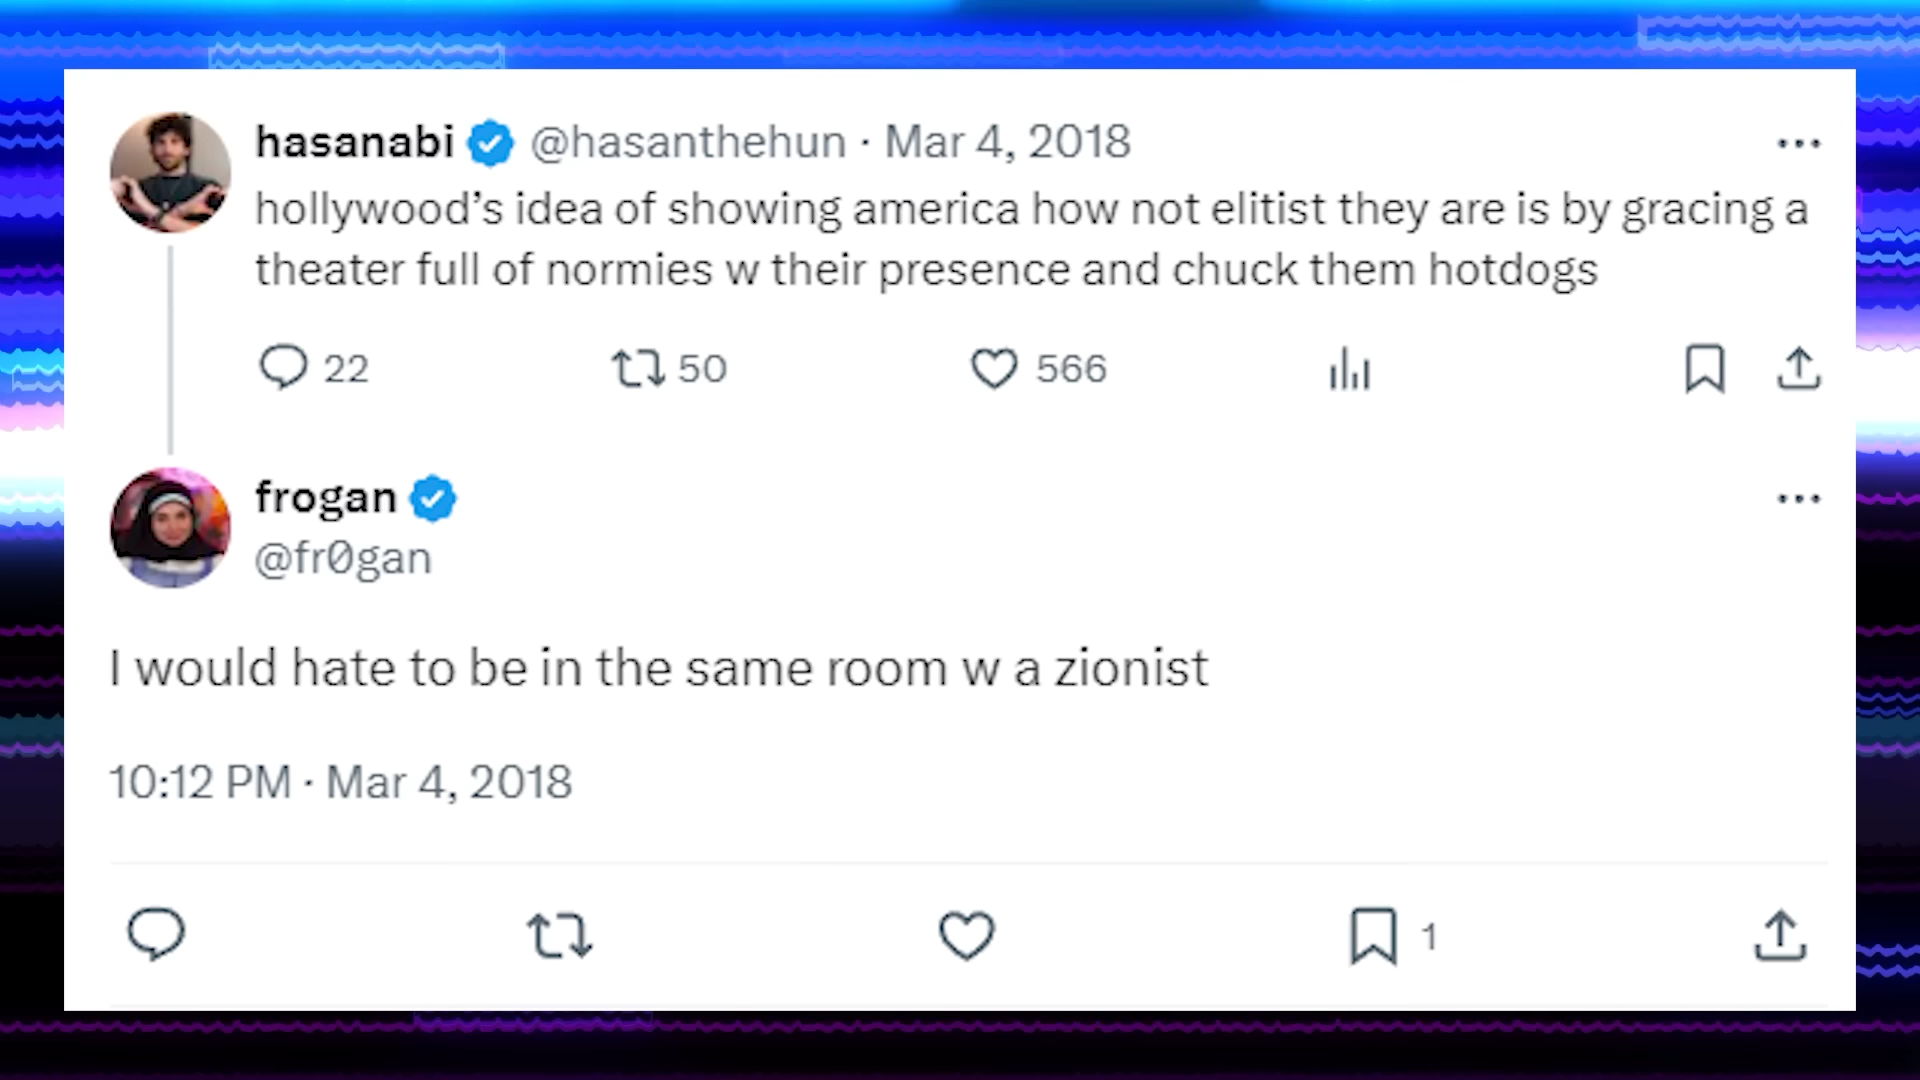 hasanabi @hasanthehun · Mar 4, 2018
hollywood’s idea of showing america how not elitist they are is by gracing a
theater full of normies w their presence and chuck them hotdogs
22 50 566
frogan
@fr0gan
I would hate to be in the same room w a zionist
10:12 PM · Mar 4, 2018
1